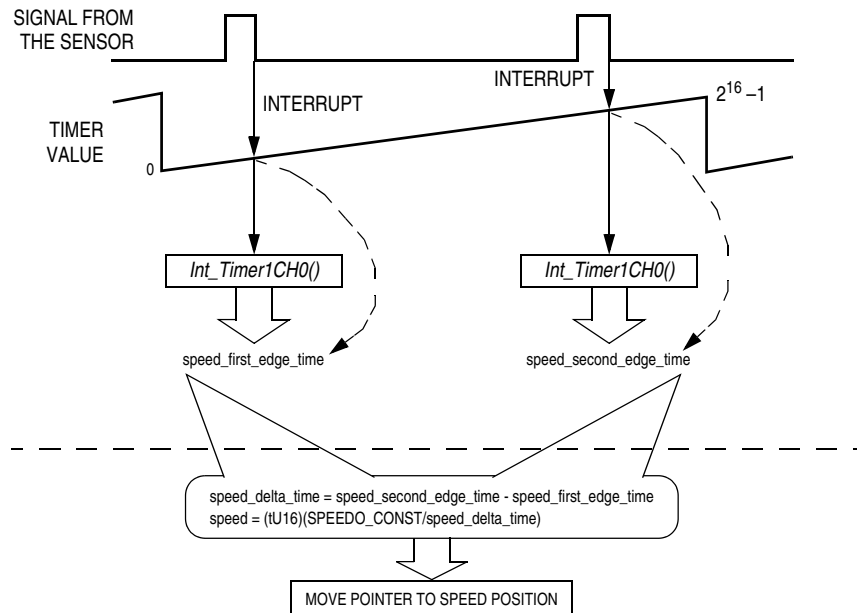 SIGNAL FROM
THE SENSOR
INTERRUPT
INTERRUPT
2^16 –1
TIMER
VALUE
0
Int_Timer1CH0()
Int_Timer1CH0()
speed_first_edge_time
speed_second_edge_time
speed_delta_time = speed_second_edge_time - speed_first_edge_time
speed = (tU16)(SPEEDO_CONST/speed_delta_time)
MOVE POINTER TO SPEED POSITION